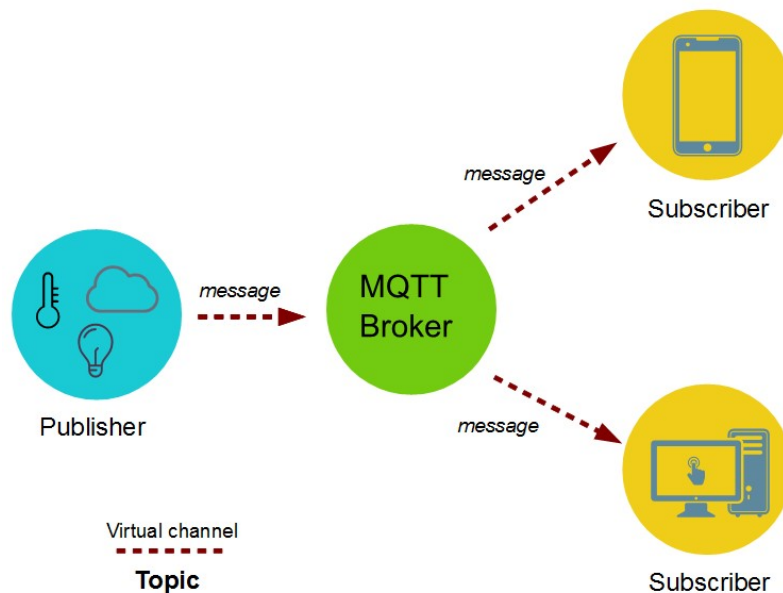 message
Subscriber
message
MQTT
Broker
Publisher
message
Virtual channel
Topic
Subscriber